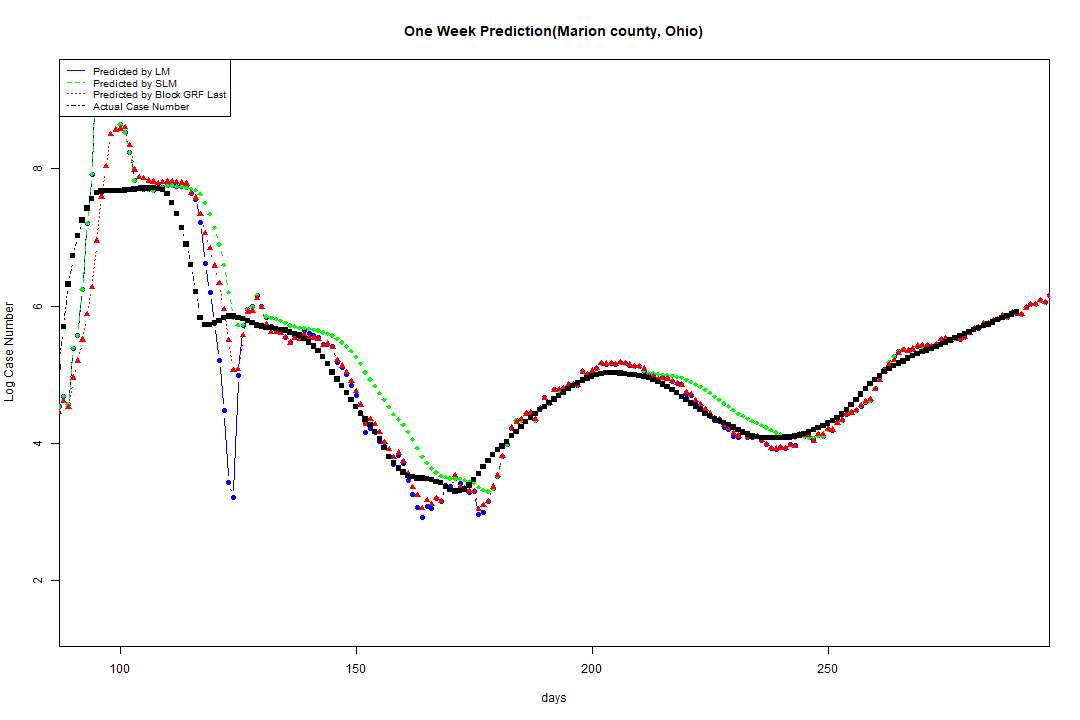 One Week Prediction(Marion county, Ohio)
Predicted by LM
Predicted by SLM
Predicted by Block GRF Last
Actual Case Number
8
6
4
2
Log Case Number
100 150 200 250
days